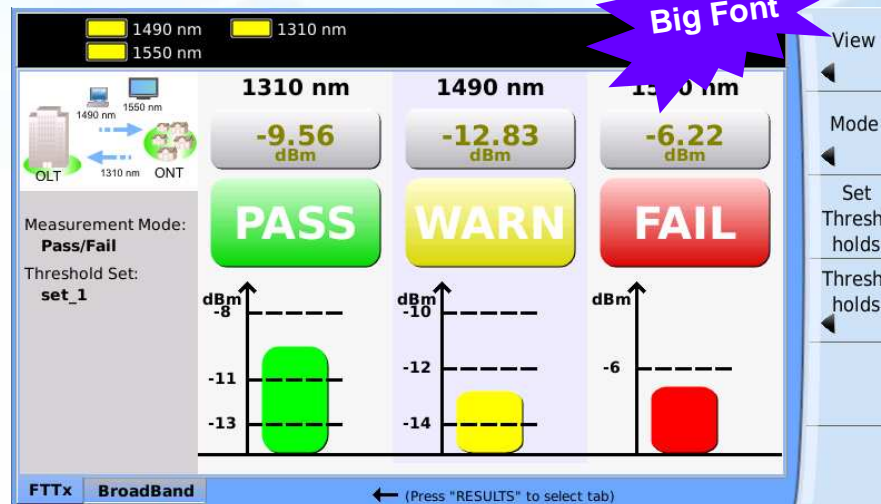 1490 nm 1310 nm
1550 nm
Big Font
View
Mode
Set
Thresh
holds
Thresh
holds
1490 nm
1550 nm
1310 nm
OLT
ONT
Measurement Mode:
Pass/Fail
Threshold Set:
set_1
1310 nm 1490 nm nm
-9.56
dBm
-12.83
dBm
-6.22
dBm
PASS WARN FAIL
dBm
-8
-11
-13
dBm
-10
-12
-14
dBm
-6
FTTx BroadBand
(Press "RESULTS" to select tab)